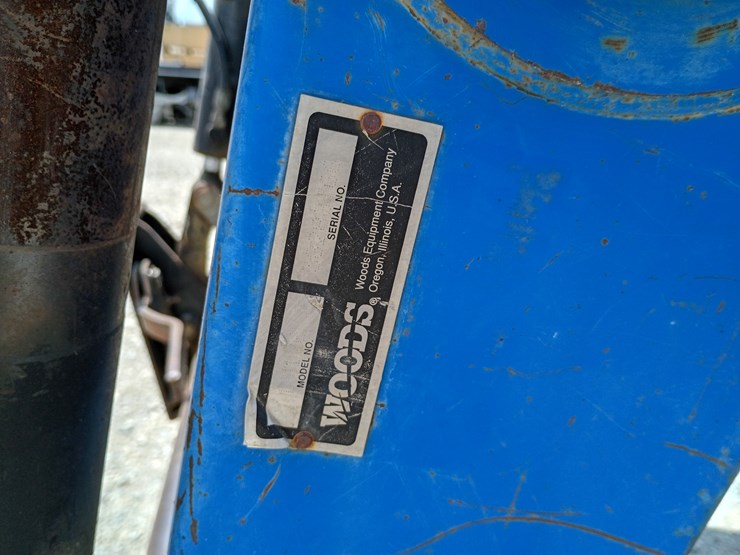 MODEL NO.
SERIAL NO.
WOODS®
Woods Equipment Company
Oregon, Illinois, U.S.A.